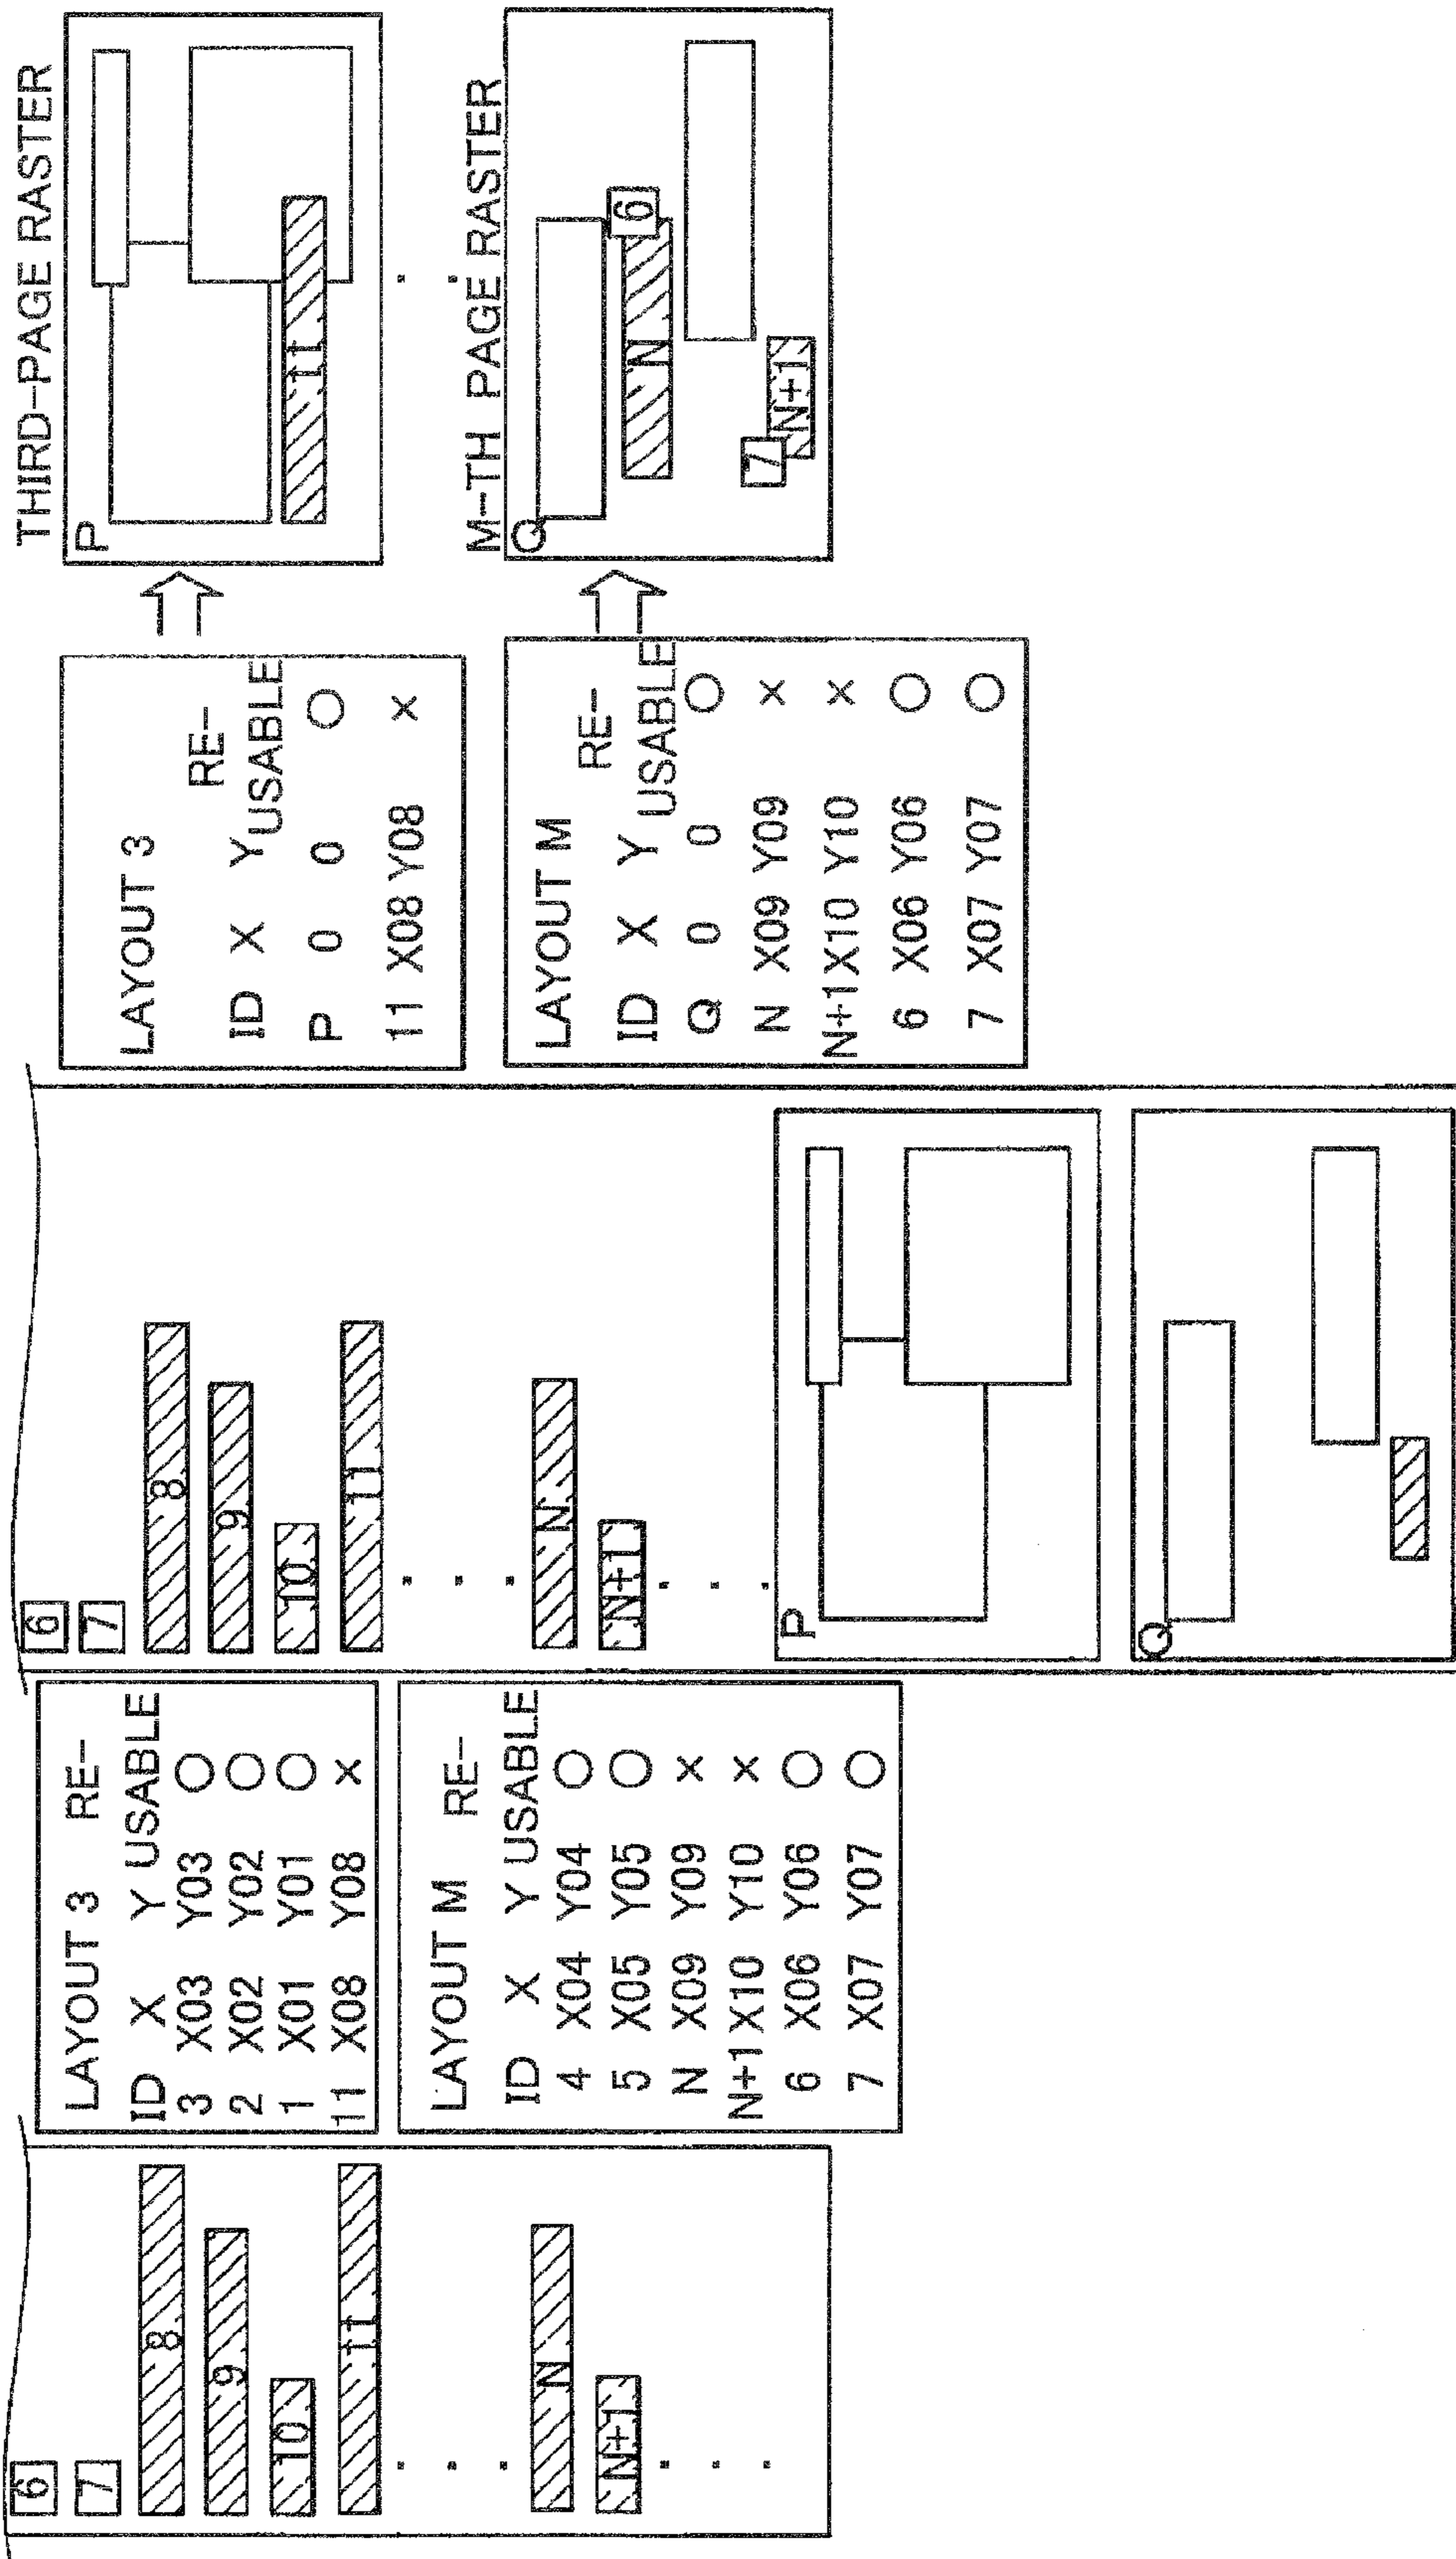 6
7
8
9
10
11
N
N+1
LAYOUT 3 RE-
ID X Y USABLE
3 X03 Y03 ○
2 X02 Y02 ○
1 X01 Y01 ○
11 X08 Y08 ×
LAYOUT M RE-
ID X Y USABLE
4 X04 Y04 ○
5 X05 Y05 ○
N X09 Y09 ×
N+1 X10 Y10 ×
6 X06 Y06 ○
7 X07 Y07 ○
6
7
8
9
10
11
N
N+1
P
Q
LAYOUT 3
RE-
ID X Y USABLE
P 0 0 ○
11 X08 Y08 ×
LAYOUT M
RE-
ID X Y USABLE
Q 0 0 ○
N X09 Y09 ×
N+1 X10 Y10 ×
6 X06 Y06 ○
7 X07 Y07 ○
THIRD-PAGE RASTER
P
11
M-TH PAGE RASTER
Q
6
N
7
N+1